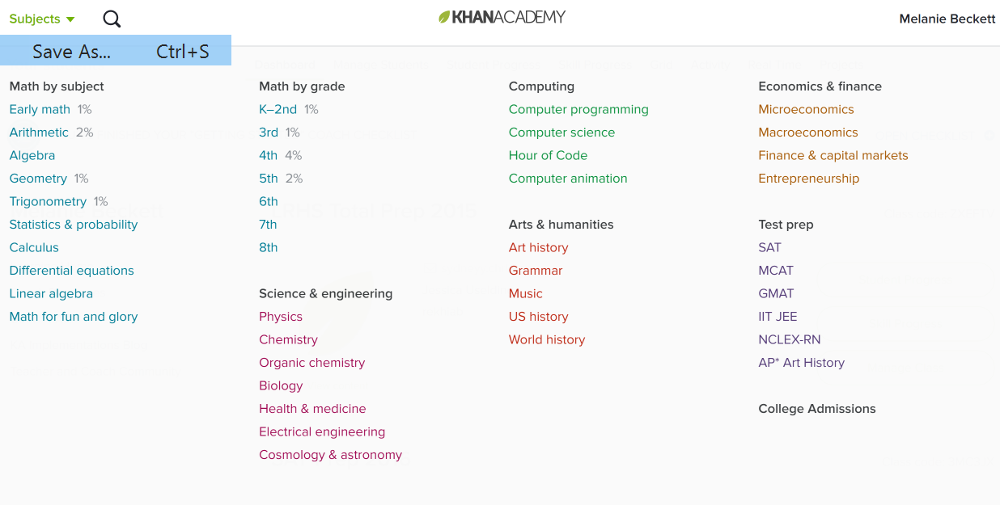 Subjects
KHANACADEMY
Melanie Beckett
Save As... Ctrl+S
Math by subject
Early math 1%
Arithmetic 2%
Algebra
Geometry 1%
Trigonometry 1%
Statistics & probability
Calculus
Differential equations
Linear algebra
Math for fun and glory
Math by grade
K–2nd 1%
3rd 1%
4th 4%
5th 2%
6th
7th
8th
Science & engineering
Physics
Chemistry
Organic chemistry
Biology
Health & medicine
Electrical engineering
Cosmology & astronomy
Computing
Computer programming
Computer science
Hour of Code
Computer animation
Arts & humanities
Art history
Grammar
Music
US history
World history
Economics & finance
Microeconomics
Macroeconomics
Finance & capital markets
Entrepreneurship
Test prep
SAT
MCAT
GMAT
IIT JEE
NCLEX-RN
AP* Art History
College Admissions